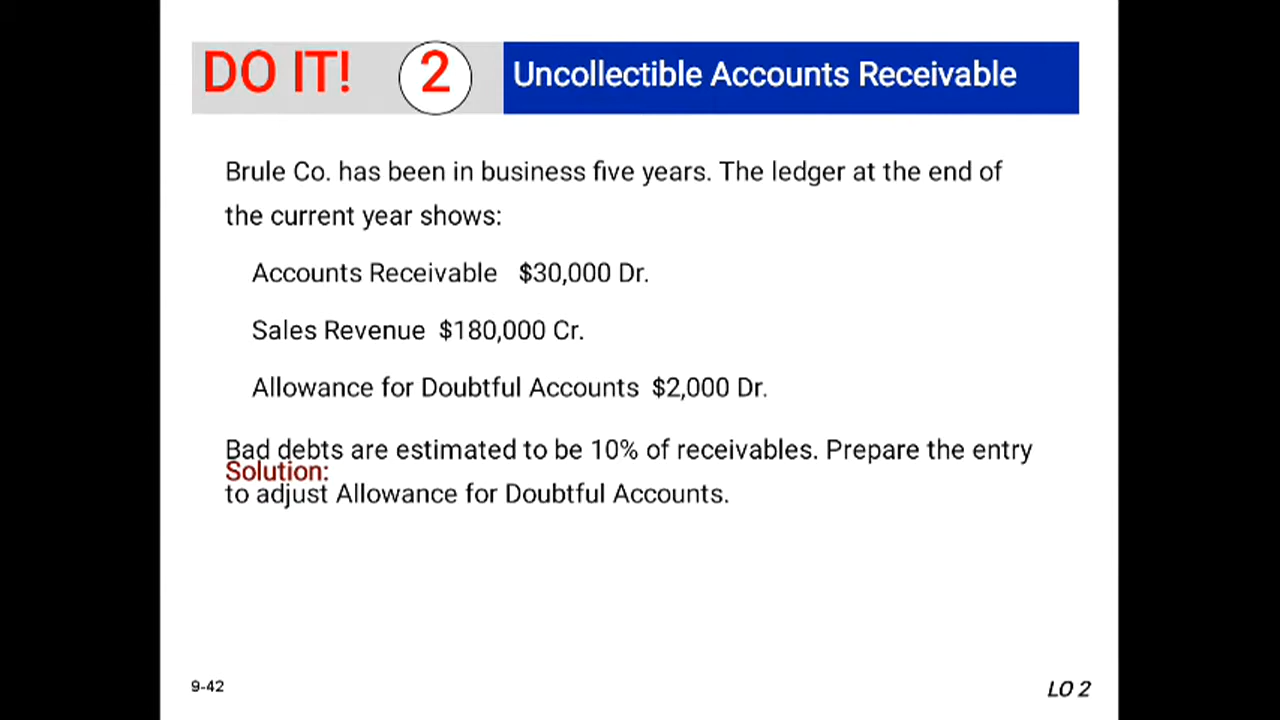 DO IT! 2 Uncollectible Accounts Receivable
Brule Co. has been in business five years. The ledger at the end of
the current year shows:
Accounts Receivable $30,000 Dr.
Sales Revenue $180,000 Cr.
Allowance for Doubtful Accounts $2,000 Dr.
Bad debts are estimated to be 10% of receivables. Prepare the entry
Solution:
to adjust Allowance for Doubtful Accounts.
9-42
LO 2